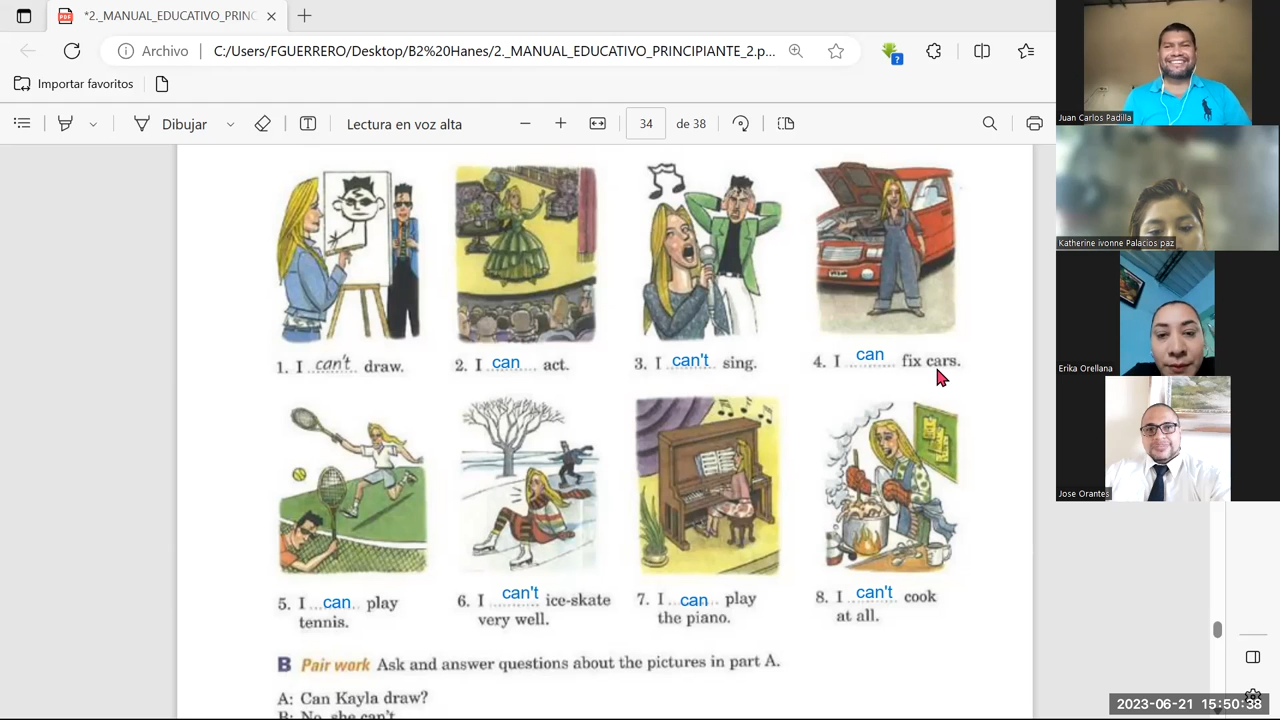 *2._MANUAL_EDUCATIVO_PRINC
Archivo C:/Users/FGUERRERO/Desktop/B2%20Hanes/2._MANUAL_EDUCATIVO_PRINCIPIANTE_2.p...
?
Importar favoritos
Dibujar Lectura en voz alta 34 de 38
Juan Carlos Padilla
Katherine ivonne Palacios paz
Erika Orellana
Jose Orantes
1. I can't draw.
2. I can act.
3. I can't sing.
4. I can fix cars.
5. I can play
tennis.
6. I can't ice-skate
very well.
7. I can play
the piano.
8. I can't cook
at all.
B Pair work Ask and answer questions about the pictures in part A.
A: Can Kayla draw?
B: No, she can't.
2023-06-21 15:50:38